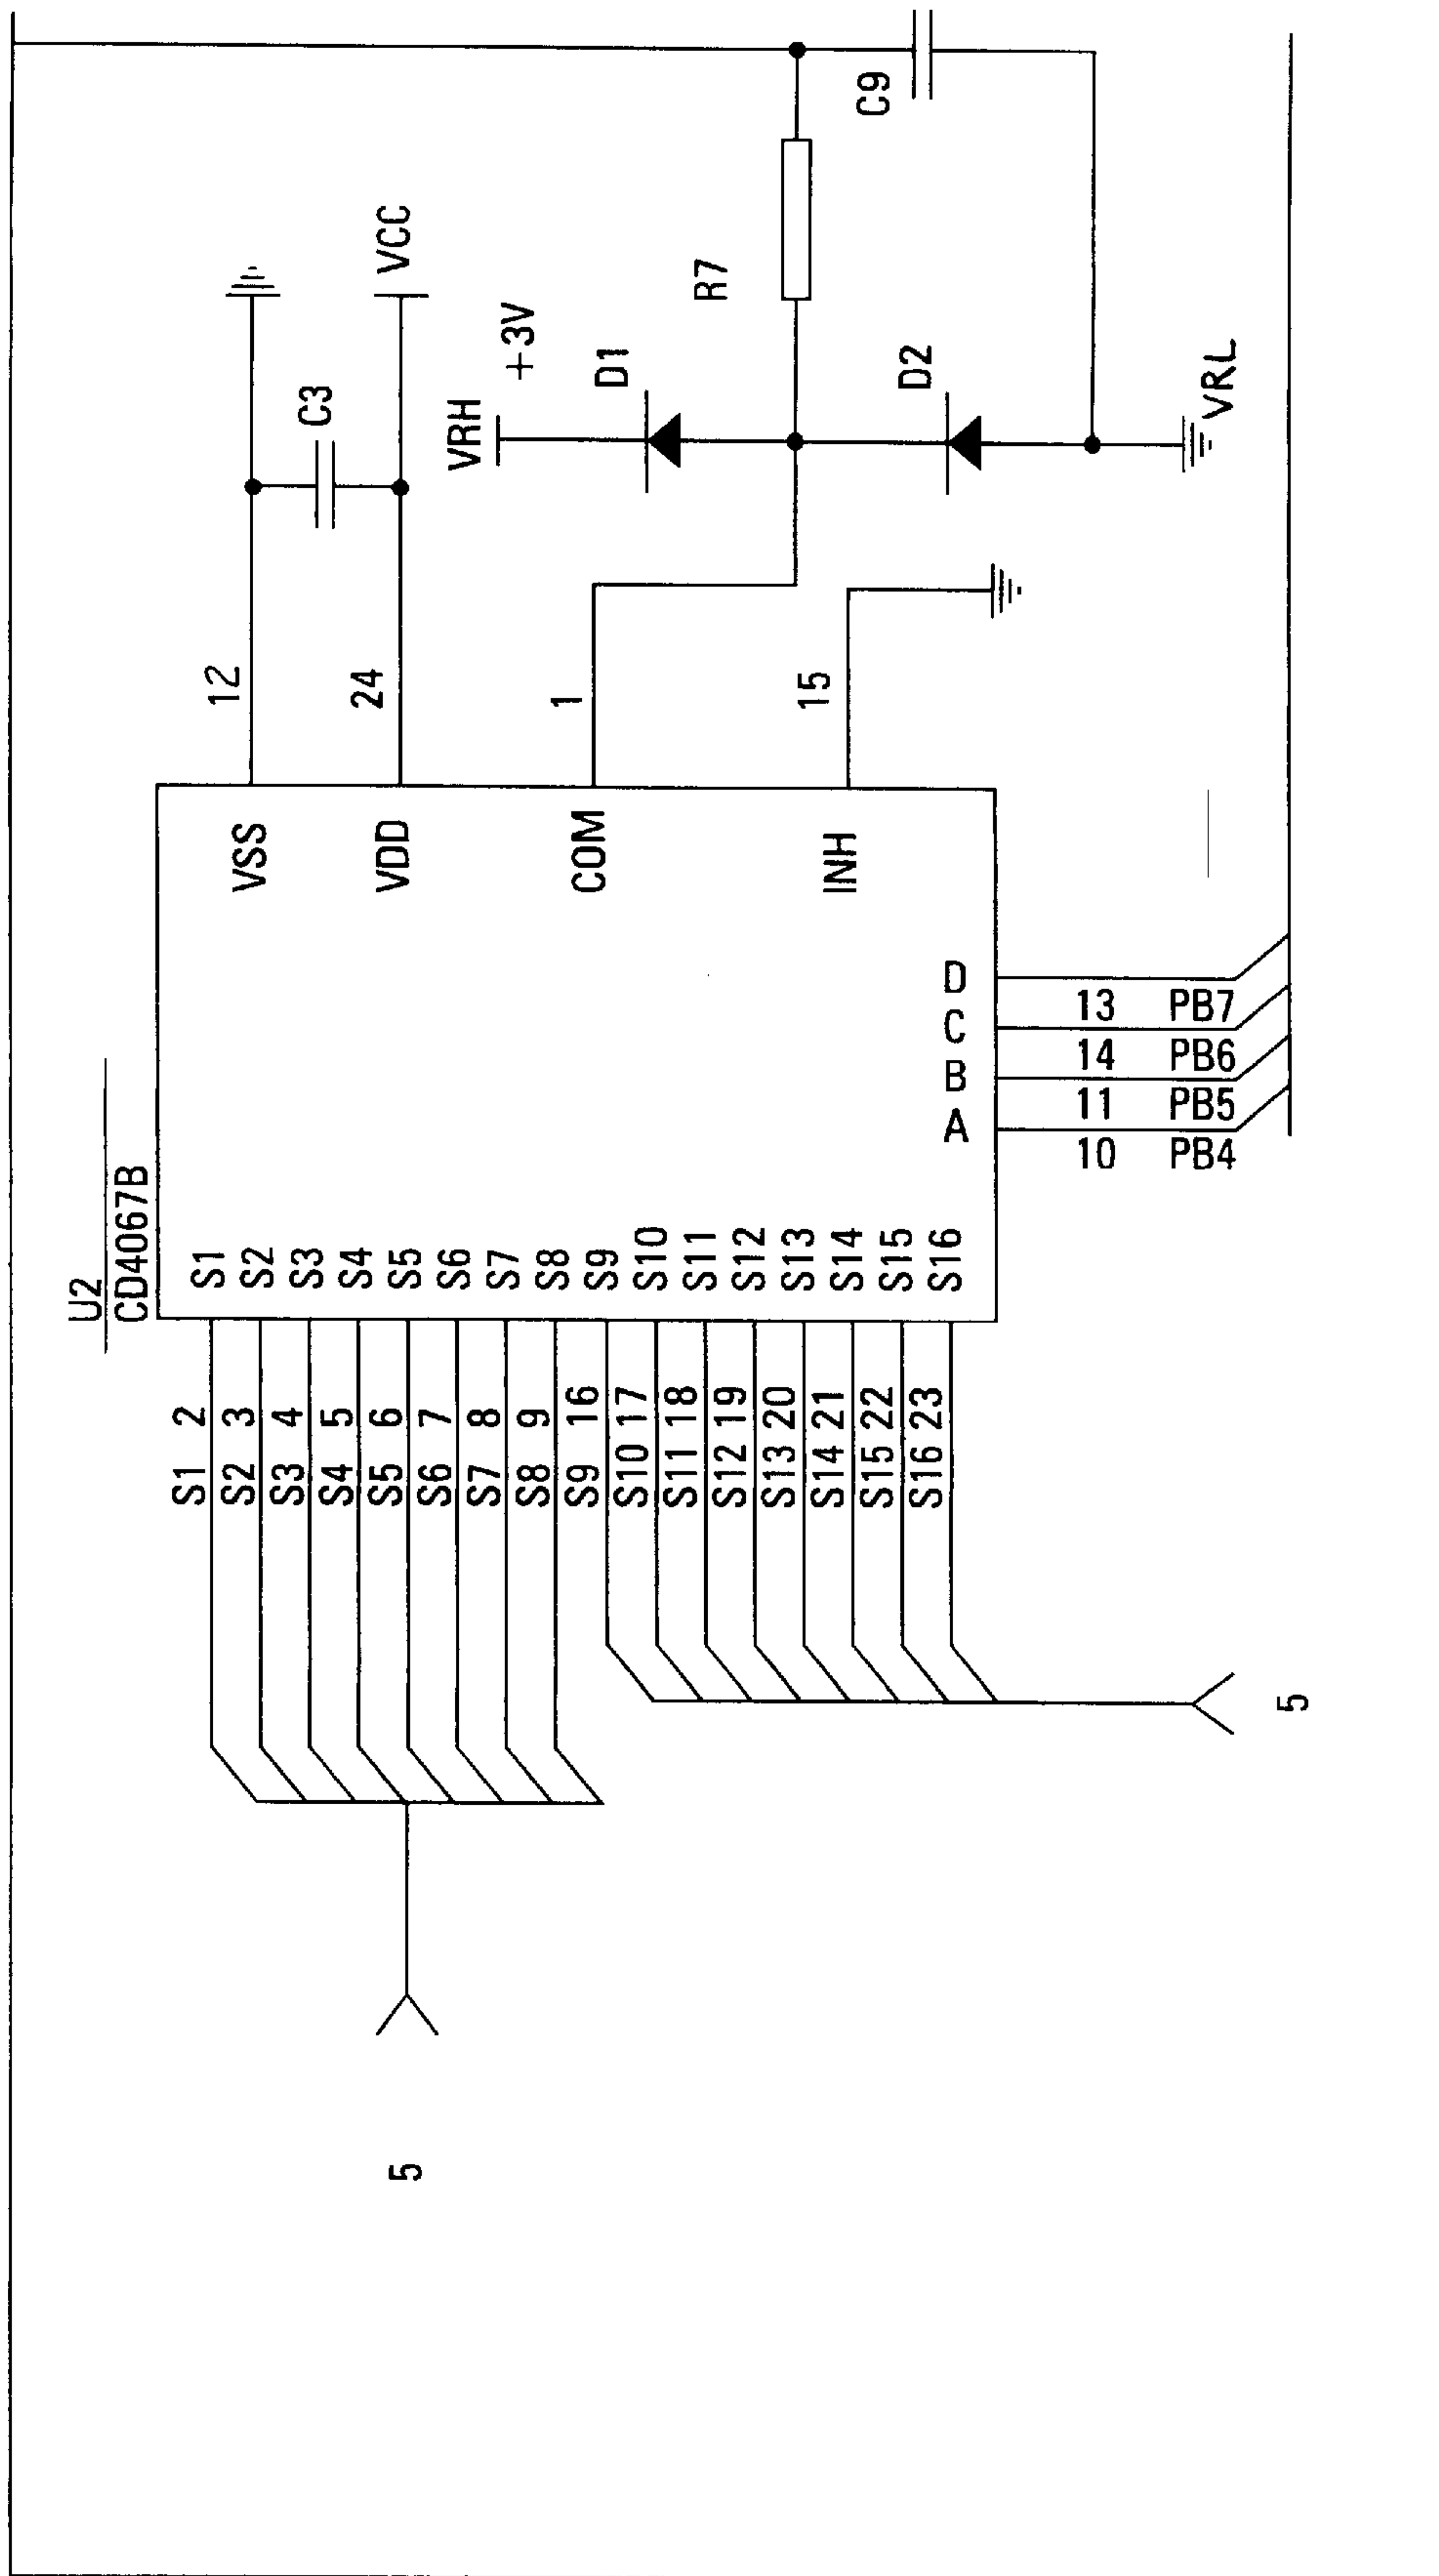 U2
CD4067B
S1 2 S1
S2 3 S2
S3 4 S3
S4 5 S4
S5 6 S5
S6 7 S6
S7 8 S7
S8 9 S8
S9 16 S9
S10 17 S10
S11 18 S11
S12 19 S12
S13 20 S13
S14 21 S14
S15 22 S15
S16 23 S16
5
5
VSS 12
VDD 24
COM 1
INH 15
C3
VCC
VRH
+3V
D1
R7
C9
D2
VRL
D
13 PB7
C
14 PB6
B
11 PB5
A
10 PB4